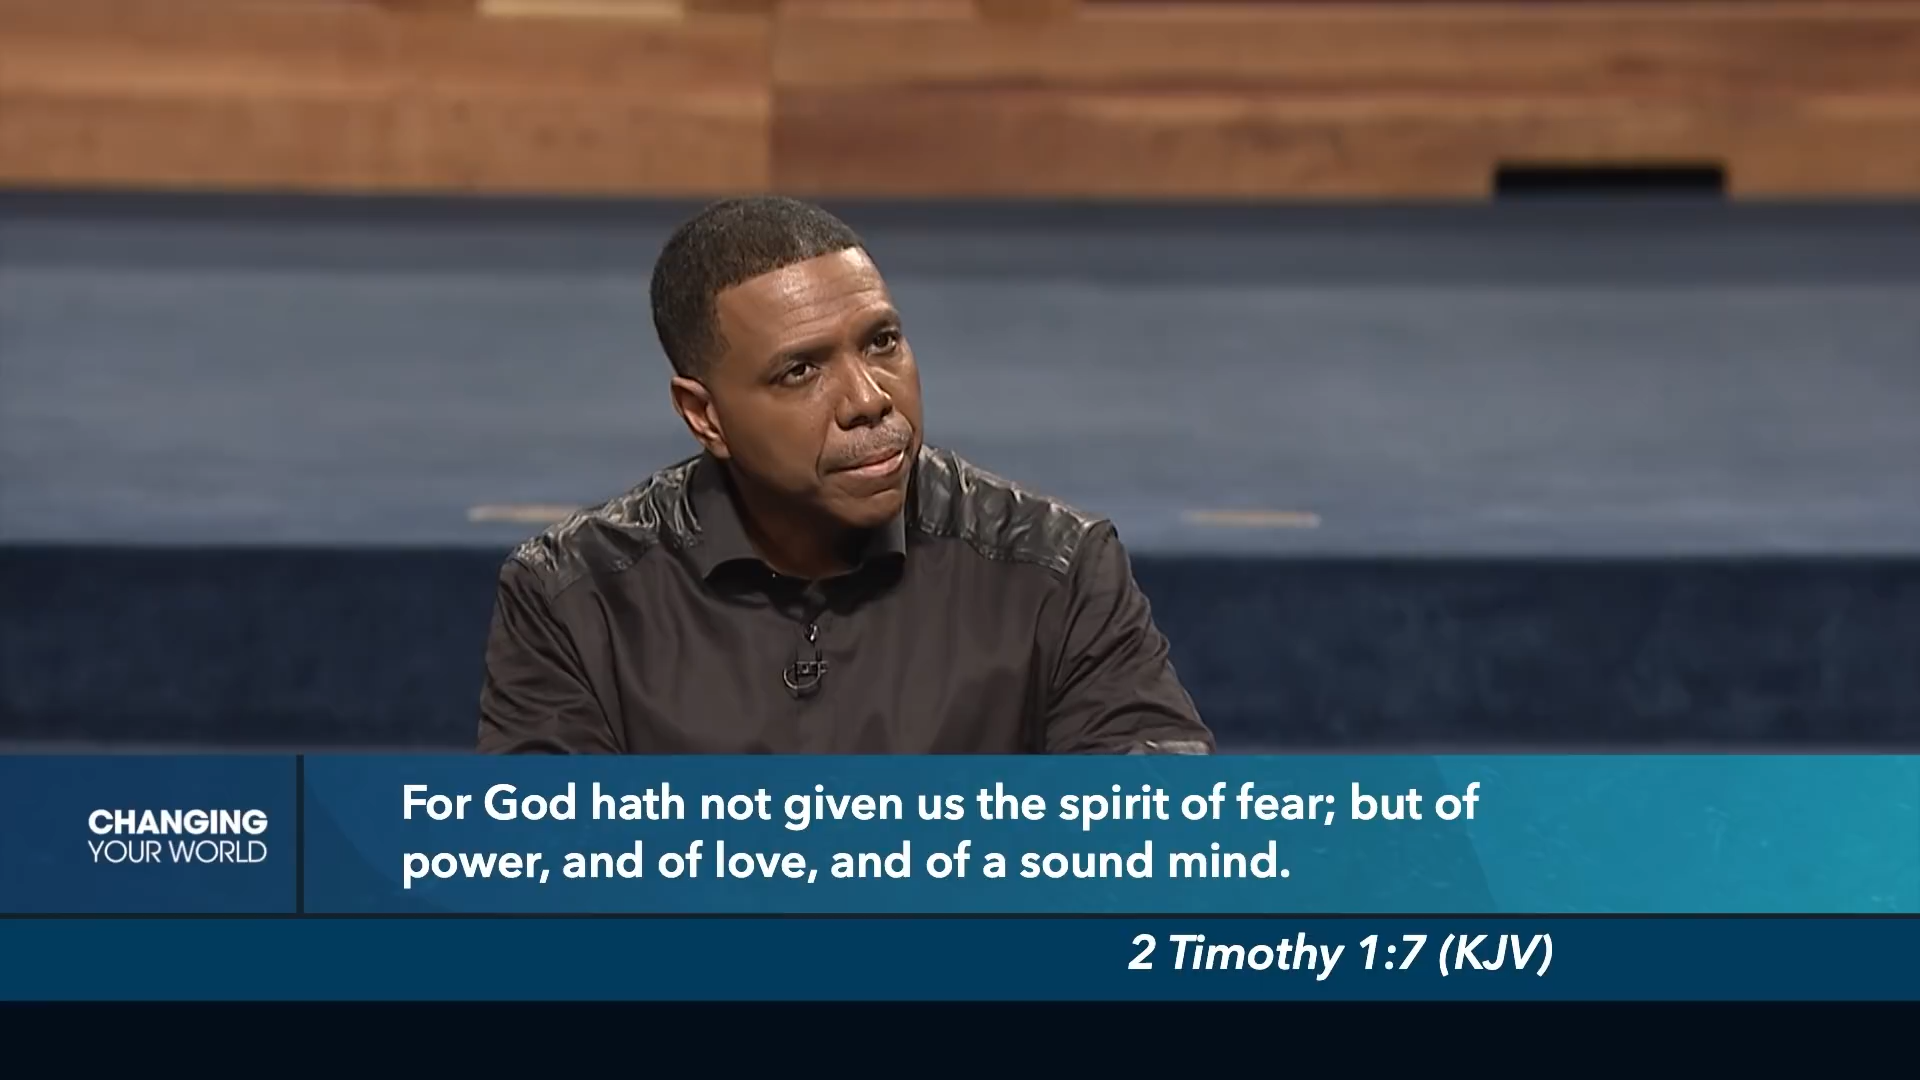 CHANGING
YOUR WORLD
For God hath not given us the spirit of fear; but of
power, and of love, and of a sound mind.
2 Timothy 1:7 (KJV)